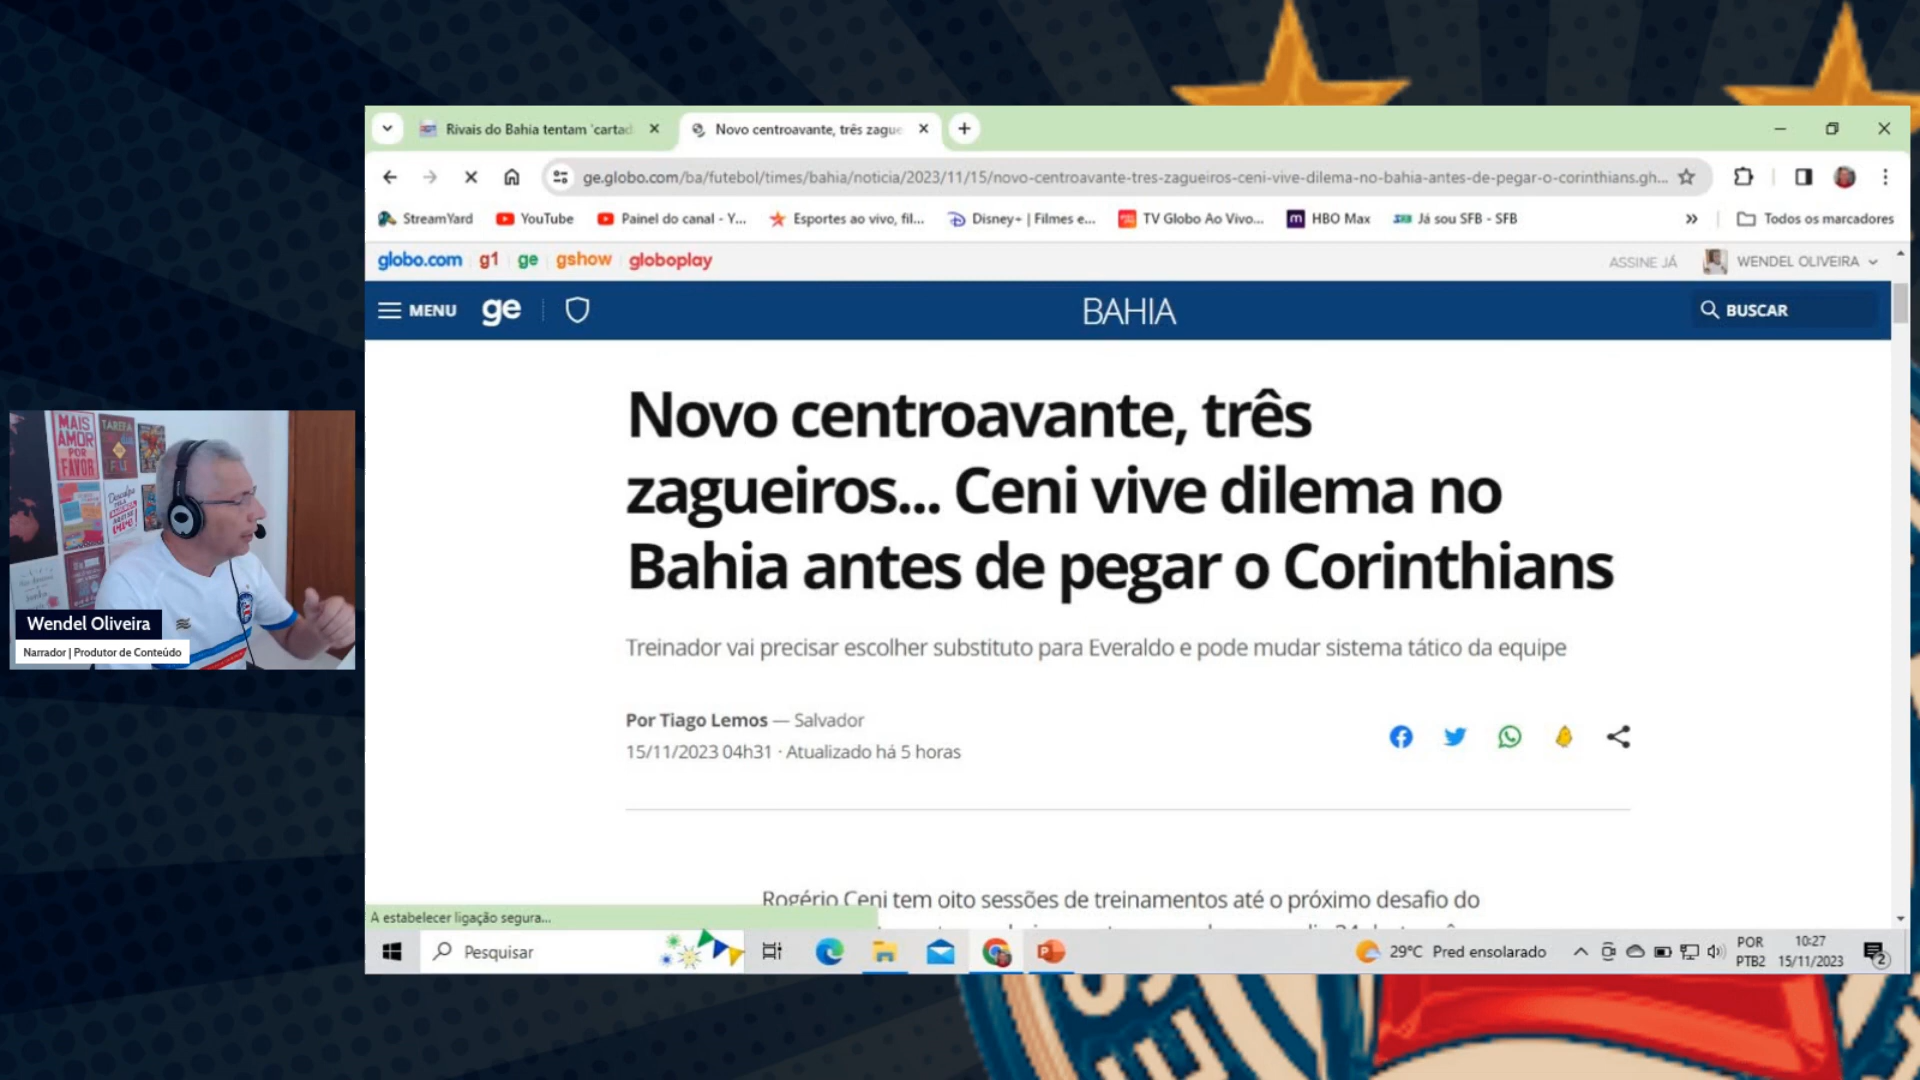 Rivais do Bahia tentam 'cartad
Novo centroavante, três zague
ge.globo.com/ba/futebol/times/bahia/noticia/2023/11/15/novo-centroavante-tres-zagueiros-ceni-vive-dilema-no-bahia-antes-de-pegar-o-corinthians.gh...
StreamYard
YouTube
Painel do canal - Y...
Esportes ao vivo, fil...
Disney+ | Filmes e...
TV Globo Ao Vivo...
HBO Max
Já sou SFB - SFB
Todos os marcadores
globo.com g1 ge gshow globoplay
ASSINE JÁ
WENDEL OLIVEIRA
MENU
ge
BAHIA
BUSCAR
Novo centroavante, três
zagueiros... Ceni vive dilema no
Bahia antes de pegar o Corinthians
Treinador vai precisar escolher substituto para Everaldo e pode mudar sistema tático da equipe
Por Tiago Lemos — Salvador
15/11/2023 04h31 · Atualizado há 5 horas
Rogério Ceni tem oito sessões de treinamentos até o próximo desafio do
A estabelecer ligação segura...
Pesquisar
29°C Pred ensolarado
POR
PTB2
10:27
15/11/2023
2
MAIS
AMOR
POR
FAVOR
TAREFA
Wendel Oliveira
Narrador | Produtor de Conteúdo